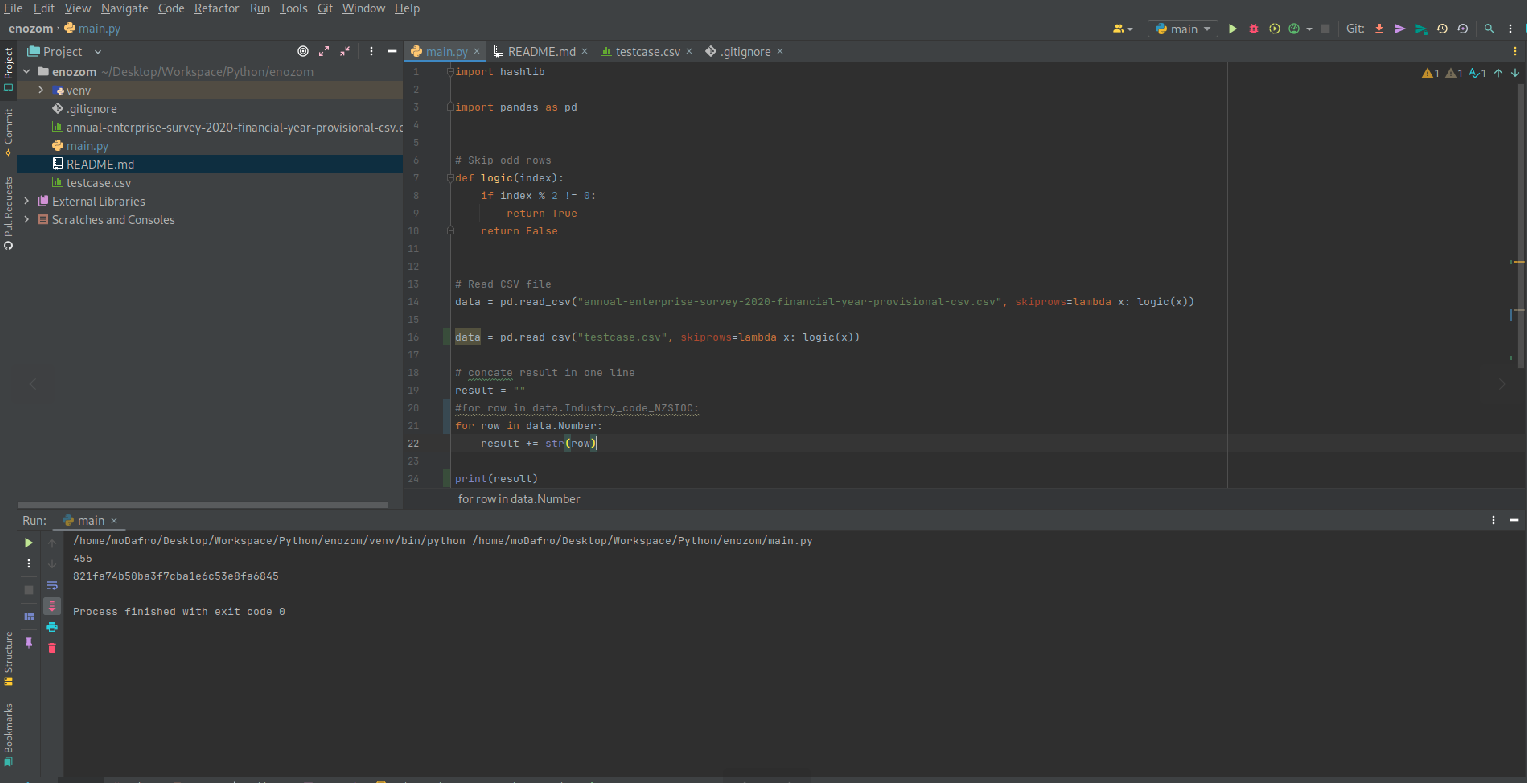 File Edit View Navigate Code Refactor Run Tools Git Window Help
enozom main.py
main
Git:
Project
main.py README.md testcase.csv .gitignore
Project
Commit
Pull Requests
Structure
Bookmarks
enozom ~/Desktop/Workspace/Python/enozom
venv
.gitignore
annual-enterprise-survey-2020-financial-year-provisional-csv.c
main.py
README.md
testcase.csv
External Libraries
Scratches and Consoles
1 import hashlib
2
3 import pandas as pd
4
5
6 # Skip odd rows
7 def logic(index):
8 if index % 2 != 0:
9 return True
10 return False
11
12
13 # Read CSV file
14 data = pd.read_csv("annual-enterprise-survey-2020-financial-year-provisional-csv.csv", skiprows=lambda x: logic(x))
15
16 data = pd.read_csv("testcase.csv", skiprows=lambda x: logic(x))
17
18 # concate result in one line
19 result = ""
20 #for row in data.Industry_code_NZSIOC:
21 for row in data.Number:
22 result += str(row)
23
24 print(result)
1 1 1
for row in data.Number
Run: main
/home/moDafro/Desktop/Workspace/Python/enozom/venv/bin/python /home/moDafro/Desktop/Workspace/Python/enozom/main.py
455
821fa74b50ba3f7cba1e6c53e8fa6845
Process finished with exit code 0